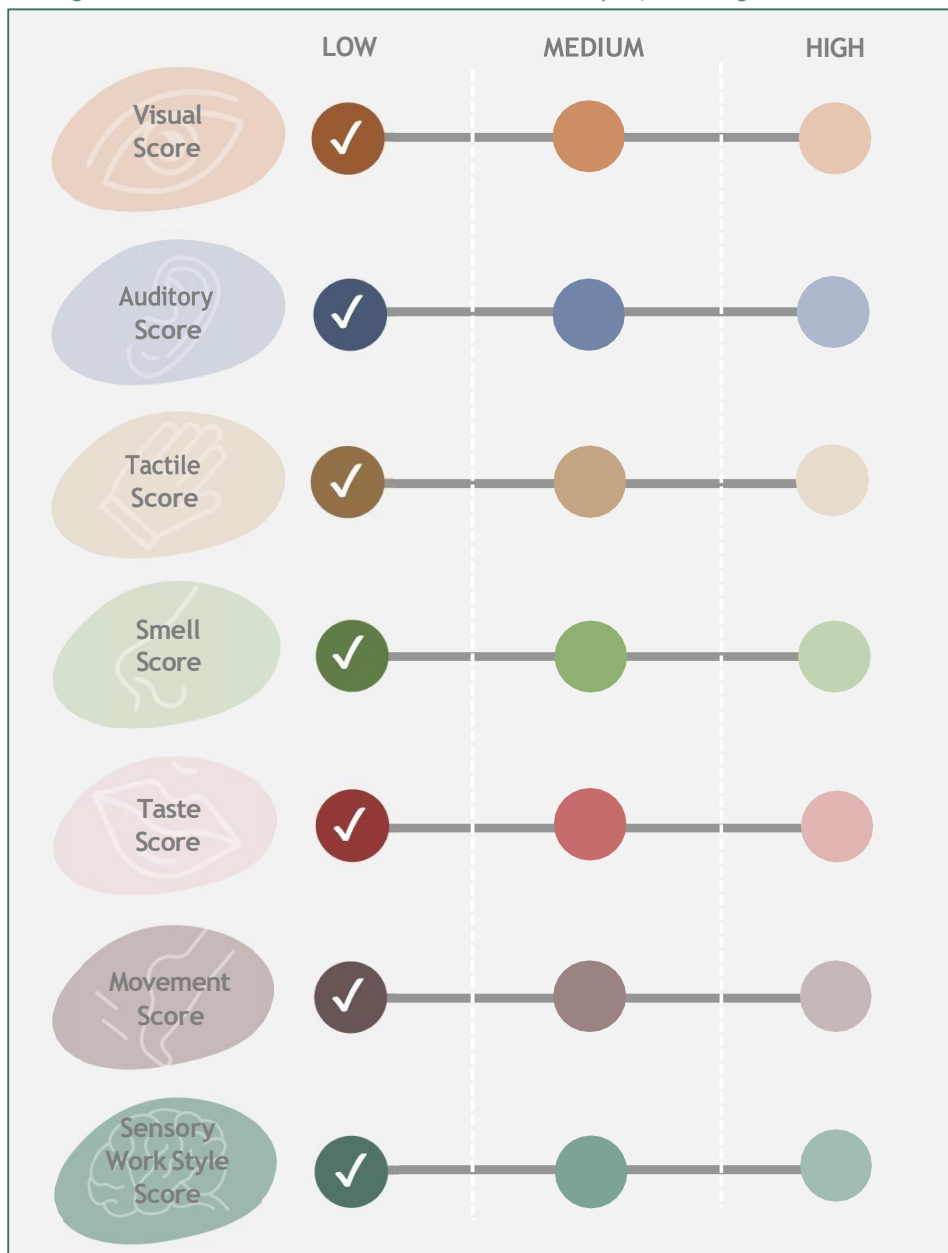 LOW MEDIUM HIGH
Visual
Score
Auditory
Score
Tactile
Score
Smell
Score
Taste
Score
Movement
Score
Sensory
Work Style
Score